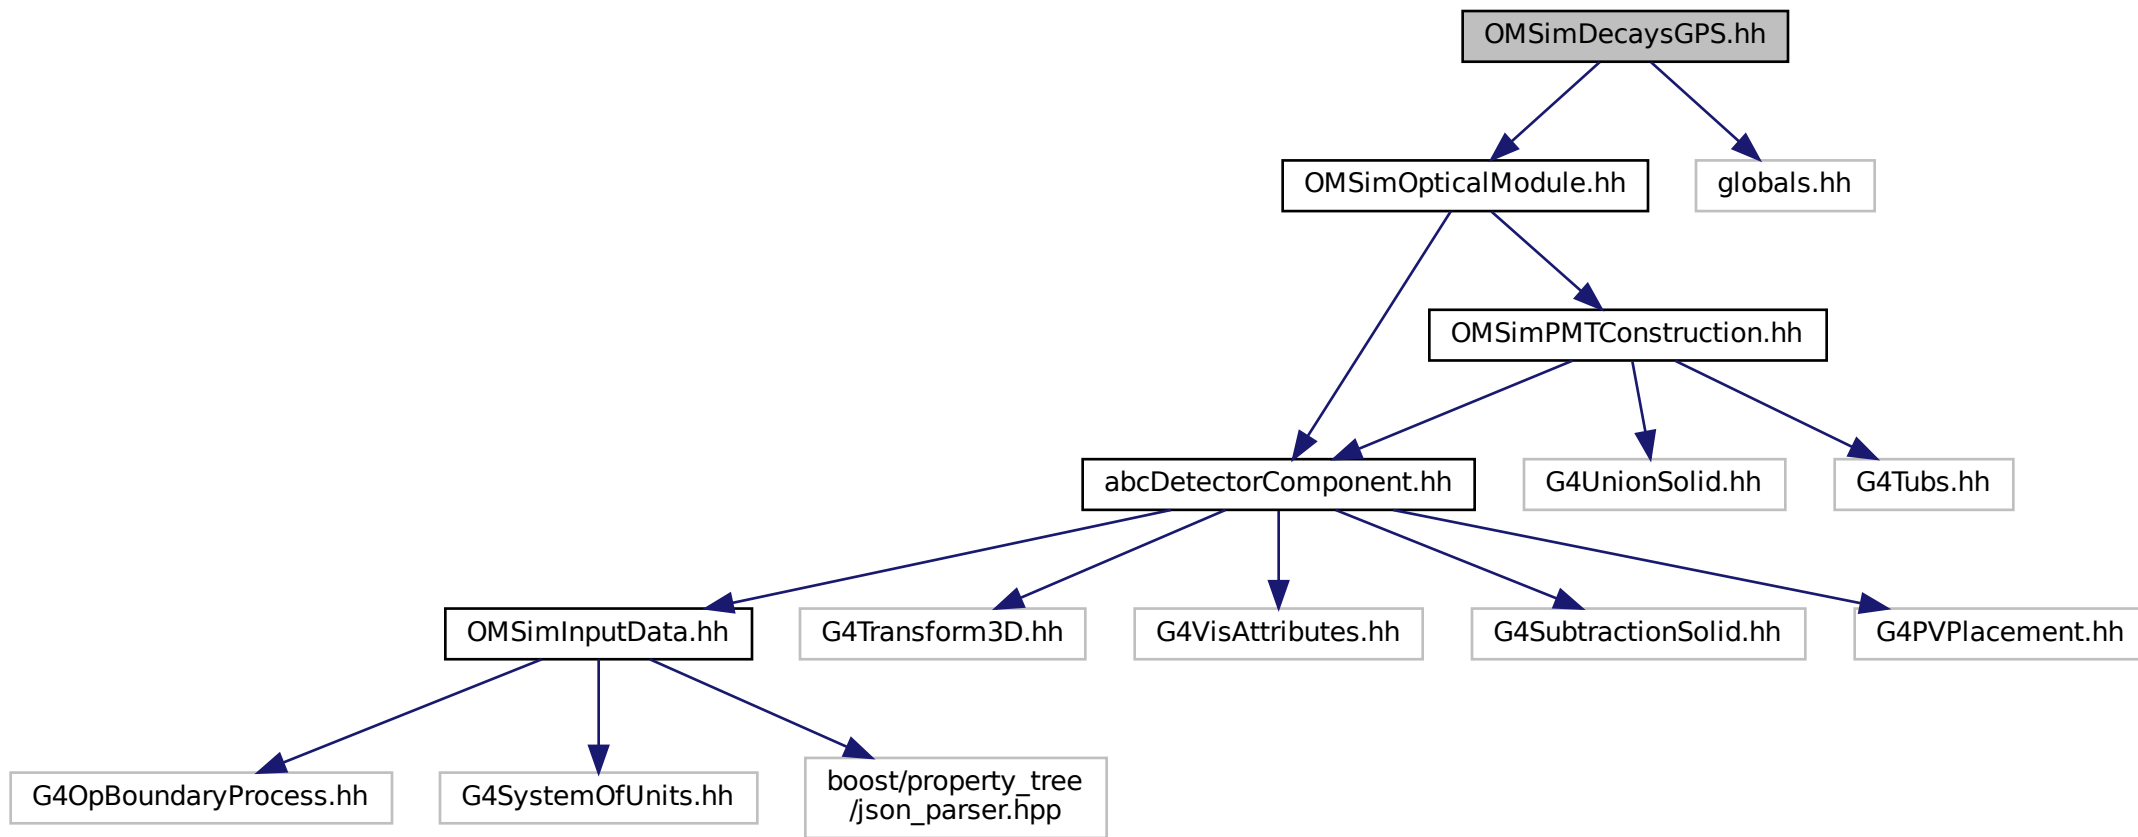 OMSimDecaysGPS.hh
OMSimOpticalModule.hh
globals.hh
OMSimPMTConstruction.hh
abcDetectorComponent.hh
G4UnionSolid.hh
G4Tubs.hh
OMSimInputData.hh
G4Transform3D.hh
G4VisAttributes.hh
G4SubtractionSolid.hh
G4PVPlacement.hh
G4OpBoundaryProcess.hh
G4SystemOfUnits.hh
boost/property_tree
/json_parser.hpp